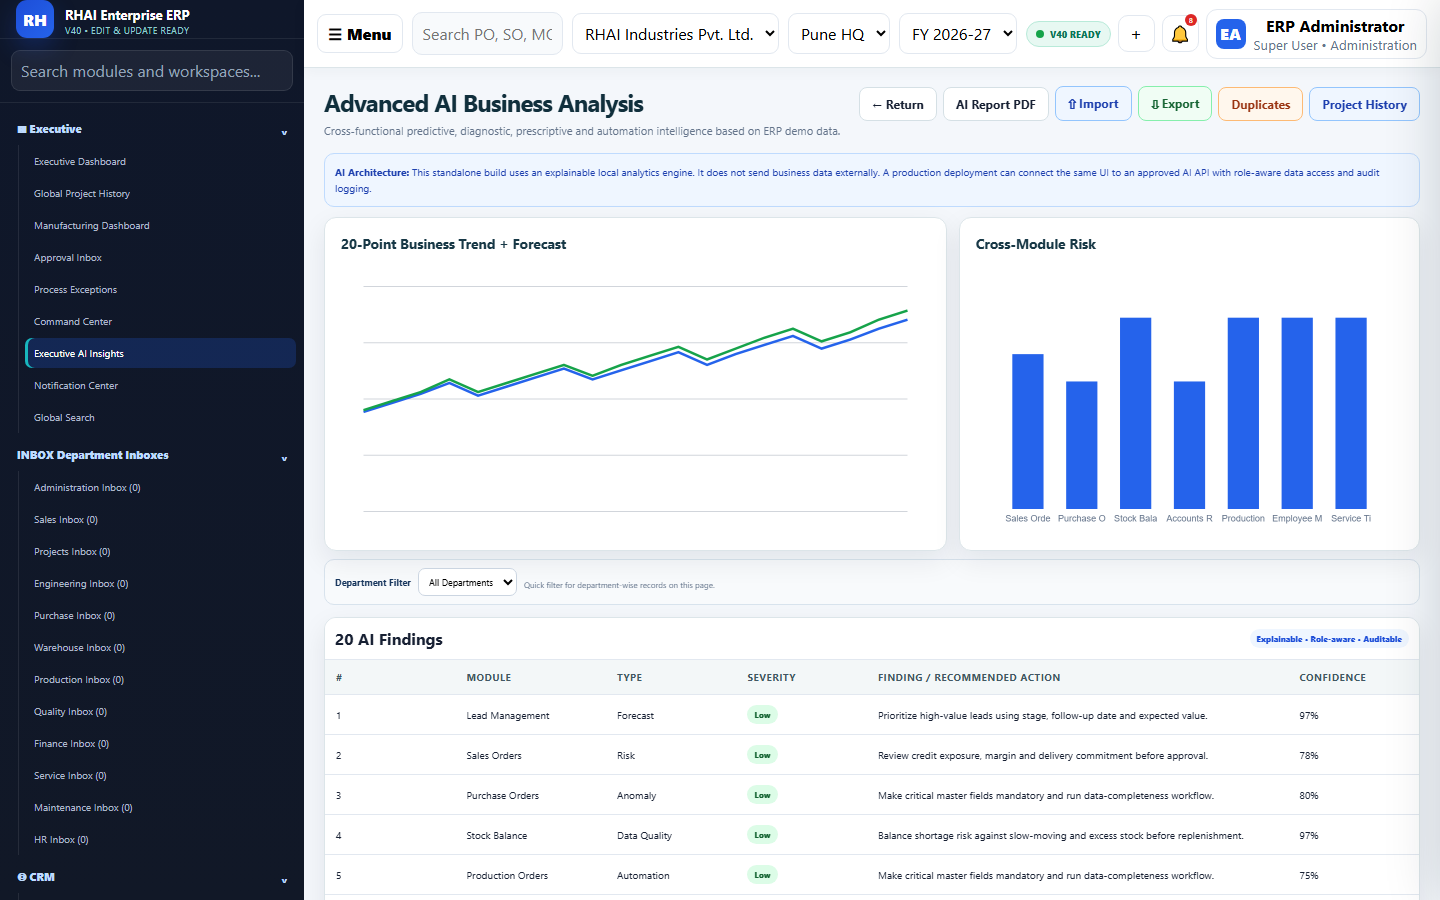 RH
RHAI Enterprise ERP
V40 • EDIT & UPDATE READY
Search modules and workspaces...
Executive
Executive Dashboard
Global Project History
Manufacturing Dashboard
Approval Inbox
Process Exceptions
Command Center
Executive AI Insights
Notification Center
Global Search
INBOX Department Inboxes
Administration Inbox (0)
Sales Inbox (0)
Projects Inbox (0)
Engineering Inbox (0)
Purchase Inbox (0)
Warehouse Inbox (0)
Production Inbox (0)
Quality Inbox (0)
Finance Inbox (0)
Service Inbox (0)
Maintenance Inbox (0)
HR Inbox (0)
CRM
☰ Menu
Search PO, SO, MC
RHAI Industries Pvt. Ltd.
Pune HQ
FY 2026-27
V40 READY
+
8
EA
ERP Administrator
Super User • Administration
Advanced AI Business Analysis
Cross-functional predictive, diagnostic, prescriptive and automation intelligence based on ERP demo data.
← Return
AI Report PDF
⇧ Import
⇩ Export
Duplicates
Project History
AI Architecture: This standalone build uses an explainable local analytics engine. It does not send business data externally. A production deployment can connect the same UI to an approved AI API with role-aware data access and audit
logging.
20-Point Business Trend + Forecast
Cross-Module Risk
Sales Orde Purchase O Stock Bala Accounts R Production Employee M Service Ti
Department Filter
All Departments
Quick filter for department-wise records on this page.
20 AI Findings
Explainable • Role-aware • Auditable
# MODULE TYPE SEVERITY FINDING / RECOMMENDED ACTION CONFIDENCE
1 Lead Management Forecast Low Prioritize high-value leads using stage, follow-up date and expected value. 97%
2 Sales Orders Risk Low Review credit exposure, margin and delivery commitment before approval. 78%
3 Purchase Orders Anomaly Low Make critical master fields mandatory and run data-completeness workflow. 80%
4 Stock Balance Data Quality Low Balance shortage risk against slow-moving and excess stock before replenishment. 97%
5 Production Orders Automation Low Make critical master fields mandatory and run data-completeness workflow. 75%